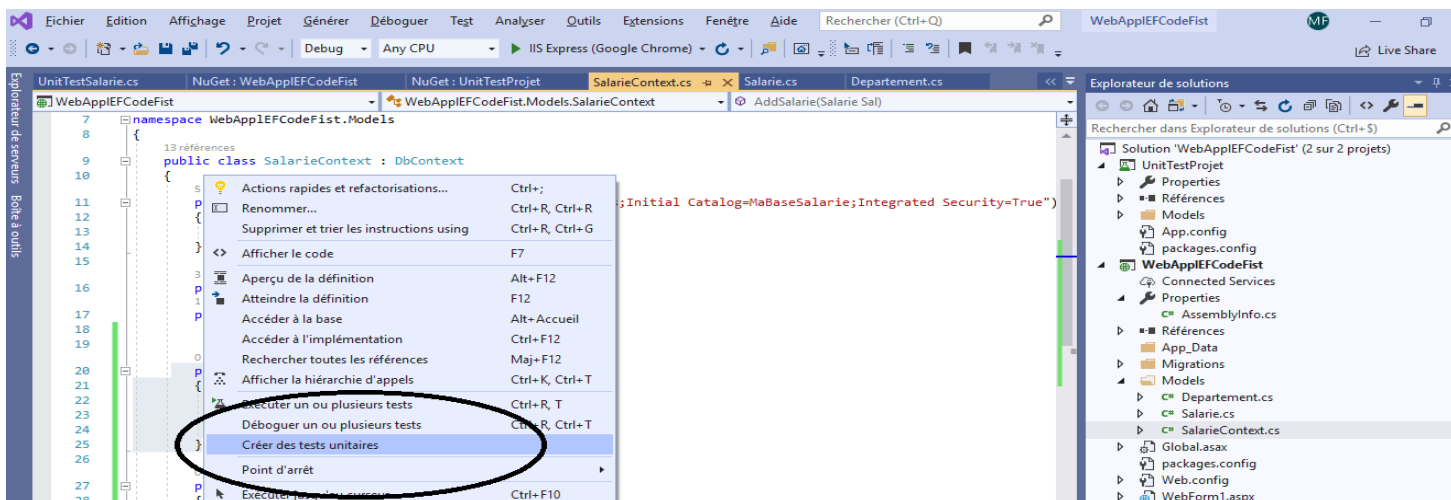 Fichier Edition Affichage Projet Générer Déboguer Test Analyser Outils Extensions Fenêtre Aide Rechercher (Ctrl+Q) WebApplEFCodeFist MF
Debug Any CPU IIS Express (Google Chrome) Live Share
UnitTestSalarie.cs NuGet : WebApplEFCodeFist NuGet : UnitTestProjet SalarieContext.cs Salarie.cs Departement.cs
WebApplEFCodeFist WebApplEFCodeFist.Models.SalarieContext AddSalarie(Salarie Sal)
Explorateur de serveurs
Boîte à outils
7 namespace WebApplEFCodeFist.Models
8 {
13 références
9 public class SalarieContext : DbContext
10 {
5
11 p ;Initial Catalog=MaBaseSalarie;Integrated Security=True")
12 {
13
14 }
15
3
16 p
1
17 p
18
19
0
20 p
21 {
22
23
24
25 }
26
27 p
28 {
Actions rapides et refactorisations... Ctrl+;
Renommer... Ctrl+R, Ctrl+R
Supprimer et trier les instructions using Ctrl+R, Ctrl+G
Afficher le code F7
Aperçu de la définition Alt+F12
Atteindre la définition F12
Accéder à la base Alt+Accueil
Accéder à l'implémentation Ctrl+F12
Rechercher toutes les références Maj+F12
Afficher la hiérarchie d'appels Ctrl+K, Ctrl+T
Exécuter un ou plusieurs tests Ctrl+R, T
Déboguer un ou plusieurs tests Ctrl+R, Ctrl+T
Créer des tests unitaires
Point d'arrêt
Exécuter jusqu'au curseur Ctrl+F10
Explorateur de solutions
Rechercher dans Explorateur de solutions (Ctrl+$)
Solution 'WebApplEFCodeFist' (2 sur 2 projets)
UnitTestProjet
Properties
Références
Models
App.config
packages.config
WebApplEFCodeFist
Connected Services
Properties
C# AssemblyInfo.cs
Références
App_Data
Migrations
Models
C# Departement.cs
C# Salarie.cs
C# SalarieContext.cs
Global.asax
packages.config
Web.config
WebForm1.aspx